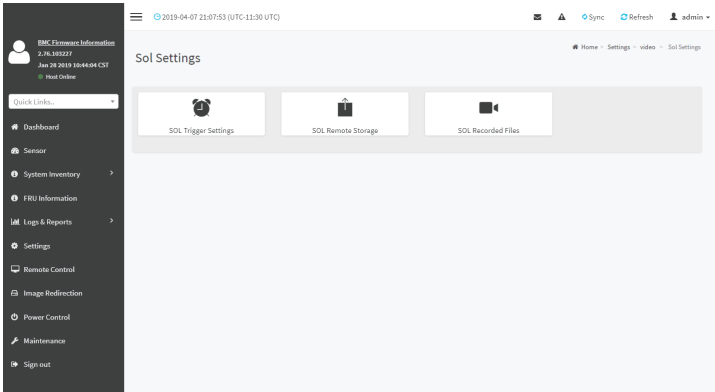 2019-04-07 21:07:53 (UTC-11:30 UTC)
Sync
Refresh
admin
BMC Firmware Information
2.76.103227
Jan 28 2019 10:44:04 CST
Host Online
Quick Links..
Dashboard
Sensor
System Inventory
FRU Information
Logs & Reports
Settings
Remote Control
Image Redirection
Power Control
Maintenance
Sign out
Sol Settings
Home > Settings > video > Sol Settings
SOL Trigger Settings
SOL Remote Storage
SOL Recorded Files